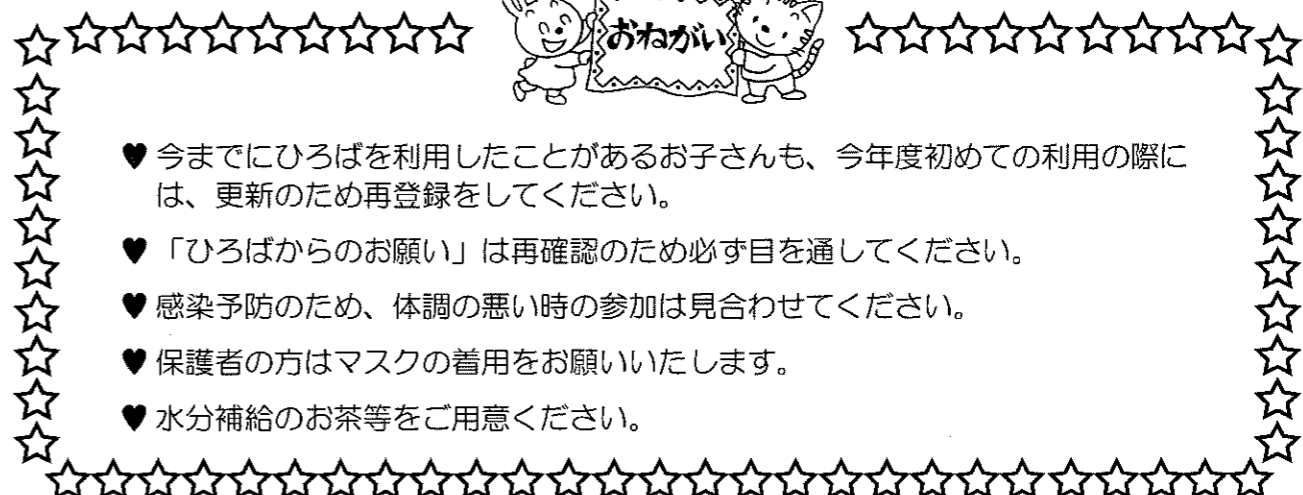 おねがい
♥ 今までにひろばを利用したことがあるお子さんも、今年度初めての利用の際に
は、更新のため再登録をしてください。
♥ 「ひろばからのお願い」は再確認のため必ず目を通してください。
♥ 感染予防のため、体調の悪い時の参加は見合わせてください。
♥ 保護者の方はマスクの着用をお願いいたします。
♥ 水分補給のお茶等をご用意ください。